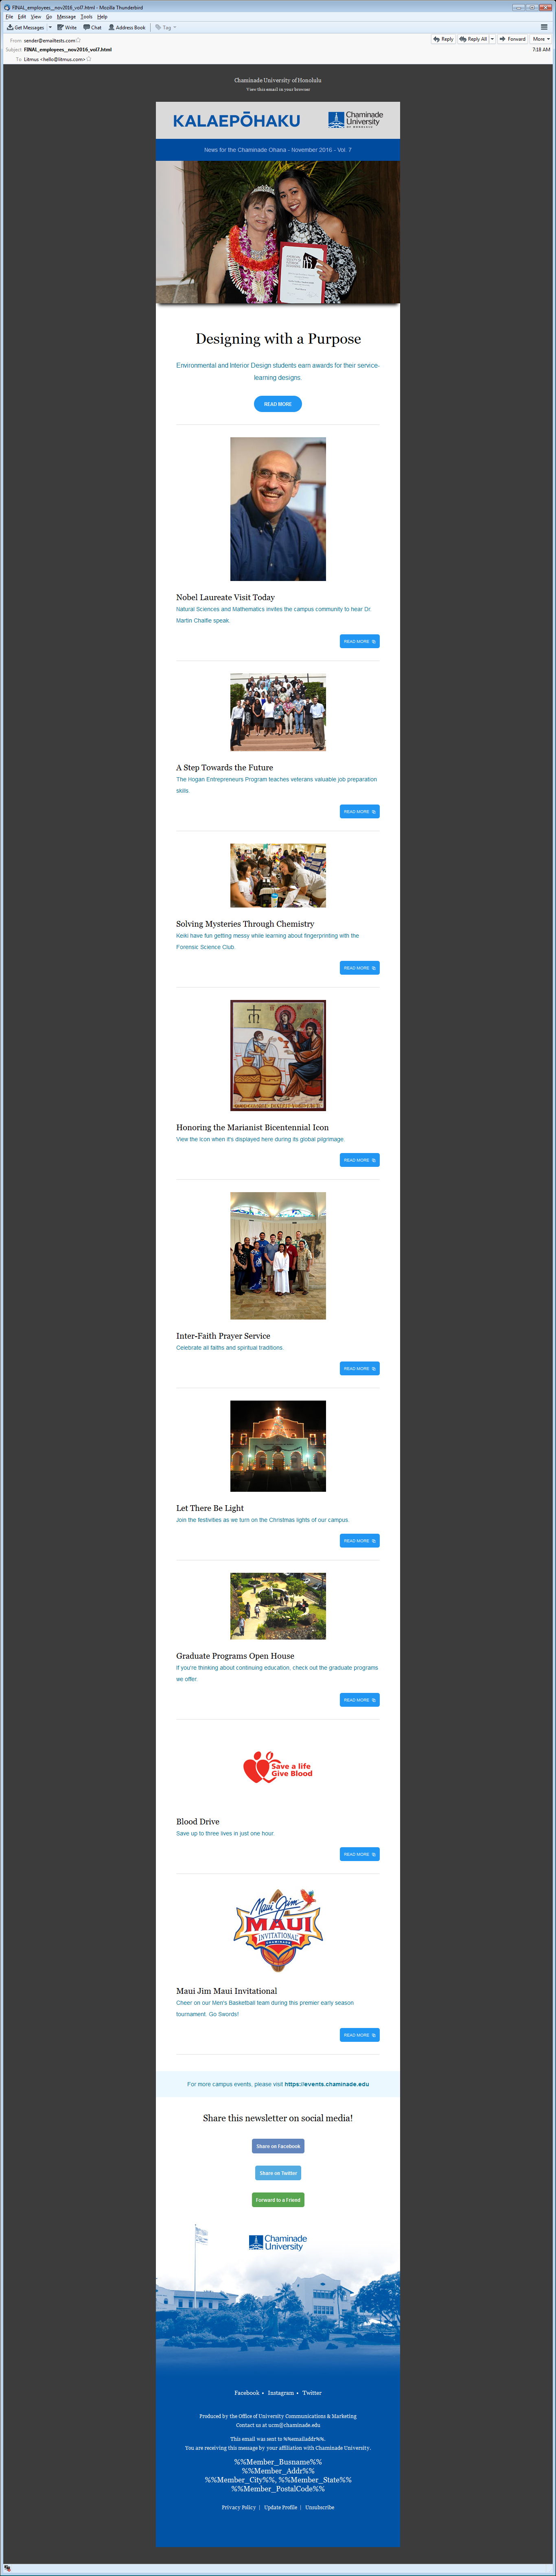 FINAL_employees__nov2016_vol7.html - Mozilla Thunderbird
File Edit View Go Message Tools Help
Get Messages Write Chat Address Book Tag
From sender@emailtests.com
Reply Reply All Forward More
Subject FINAL_employees__nov2016_vol7.html
7:18 AM
To Litmus <hello@litmus.com>
Chaminade University of Honolulu
View this email in your browser
KALAEPŌHAKU
Chaminade
University
OF HONOLULU
News for the Chaminade Ohana - November 2016 - Vol. 7
Designing with a Purpose
Environmental and Interior Design students earn awards for their service-
learning designs.
READ MORE
Nobel Laureate Visit Today
Natural Sciences and Mathematics invites the campus community to hear Dr.
Martin Chalfie speak.
READ MORE
A Step Towards the Future
The Hogan Entrepreneurs Program teaches veterans valuable job preparation
skills.
READ MORE
Solving Mysteries Through Chemistry
Keiki have fun getting messy while learning about fingerprinting with the
Forensic Science Club.
READ MORE
Honoring the Marianist Bicentennial Icon
View the Icon when it's displayed here during its global pilgrimage.
READ MORE
Inter-Faith Prayer Service
Celebrate all faiths and spiritual traditions.
READ MORE
Let There Be Light
Join the festivities as we turn on the Christmas lights of our campus.
READ MORE
Graduate Programs Open House
If you're thinking about continuing education, check out the graduate programs
we offer.
READ MORE
Save a life
Give Blood
Blood Drive
Save up to three lives in just one hour.
READ MORE
Maui Jim
MAUI
INVITATIONAL
CHAMINADE
Maui Jim Maui Invitational
Cheer on our Men's Basketball team during this premier early season
tournament. Go Swords!
READ MORE
For more campus events, please visit https://events.chaminade.edu
Share this newsletter on social media!
Share on Facebook
Share on Twitter
Forward to a Friend
Chaminade
University
Facebook • Instagram • Twitter
Produced by the Office of University Communications & Marketing
Contact us at ucm@chaminade.edu
This email was sent to %%emailaddr%%.
You are receiving this message by your affiliation with Chaminade University.
%%Member_Busname%%
%%Member_Addr%%
%%Member_City%%, %%Member_State%%
%%Member_PostalCode%%
Privacy Policy | Update Profile | Unsubscribe